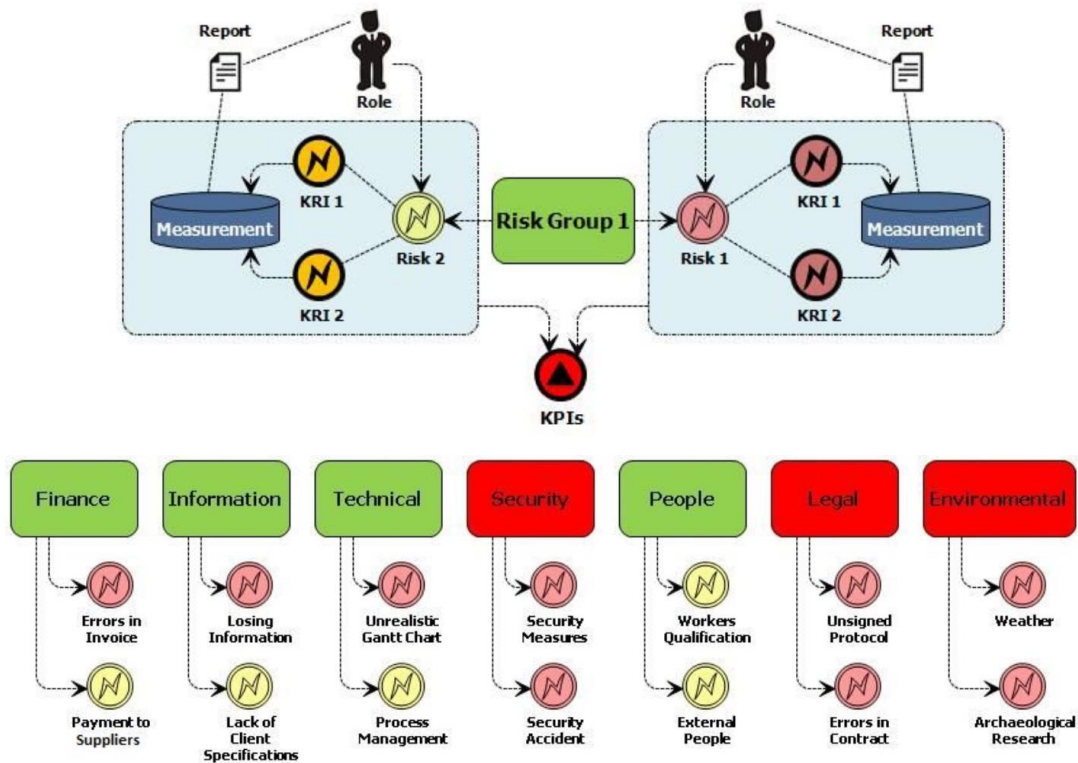 Report
Role
KRI 1
Measurement
Risk 2
KRI 2
Risk Group 1
Role
Report
KRI 1
Risk 1
Measurement
KRI 2
KPIs
Finance
Information
Technical
Security
People
Legal
Environmental
Errors in
Invoice
Losing
Information
Unrealistic
Gantt Chart
Security
Measures
Workers
Qualification
Unsigned
Protocol
Weather
Payment to
Suppliers
Lack of
Client
Specifications
Process
Management
Security
Accident
External
People
Errors in
Contract
Archaeological
Research